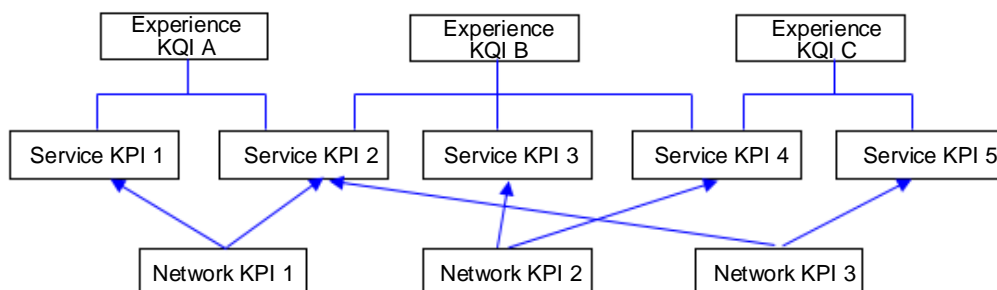 Experience
KQI A
Experience
KQI B
Experience
KQI C
Service KPI 1
Service KPI 2
Service KPI 3
Service KPI 4
Service KPI 5
Network KPI 1
Network KPI 2
Network KPI 3